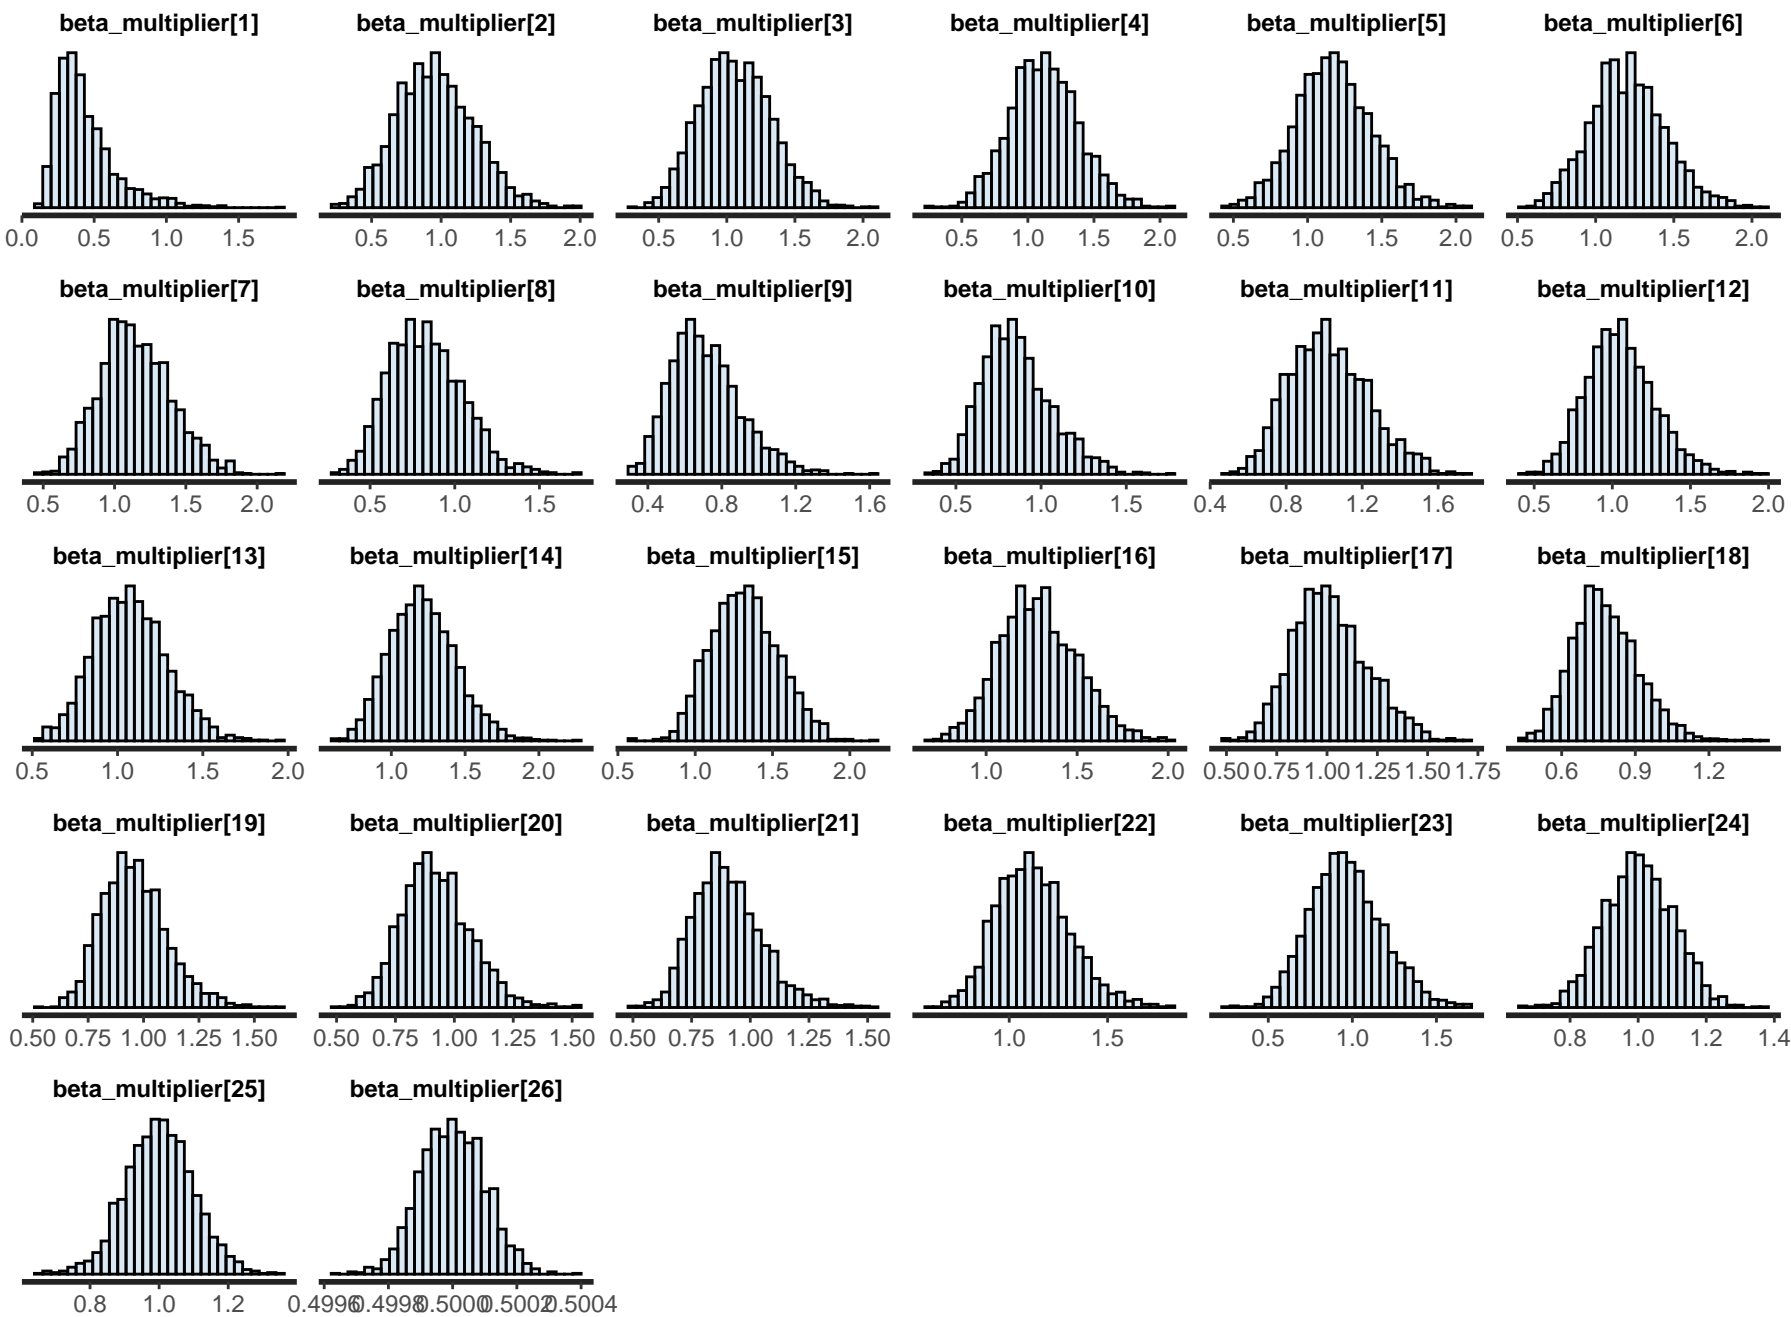 beta_multiplier[1] beta_multiplier[2] beta_multiplier[3] beta_multiplier[4] beta_multiplier[5] beta_multiplier[6]
0.0 0.5 1.0 1.5 0.5 1.0 1.5 2.0 0.5 1.0 1.5 2.0 0.5 1.0 1.5 2.0 0.5 1.0 1.5 2.0 0.5 1.0 1.5 2.0
beta_multiplier[7] beta_multiplier[8] beta_multiplier[9] beta_multiplier[10] beta_multiplier[11] beta_multiplier[12]
0.5 1.0 1.5 2.0 0.5 1.0 1.5 0.4 0.8 1.2 1.6 0.5 1.0 1.5 0.4 0.8 1.2 1.6 0.5 1.0 1.5 2.0
beta_multiplier[13] beta_multiplier[14] beta_multiplier[15] beta_multiplier[16] beta_multiplier[17] beta_multiplier[18]
0.5 1.0 1.5 2.0 1.0 1.5 2.0 0.5 1.0 1.5 2.0 1.0 1.5 2.0 0.50 0.75 1.00 1.25 1.50 1.75 0.6 0.9 1.2
beta_multiplier[19] beta_multiplier[20] beta_multiplier[21] beta_multiplier[22] beta_multiplier[23] beta_multiplier[24]
0.50 0.75 1.00 1.25 1.50 0.50 0.75 1.00 1.25 1.50 0.50 0.75 1.00 1.25 1.50 1.0 1.5 0.5 1.0 1.5 0.8 1.0 1.2 1.4
beta_multiplier[25] beta_multiplier[26]
0.8 1.0 1.2 0.4996 0.4998 0.5000 0.5002 0.5004